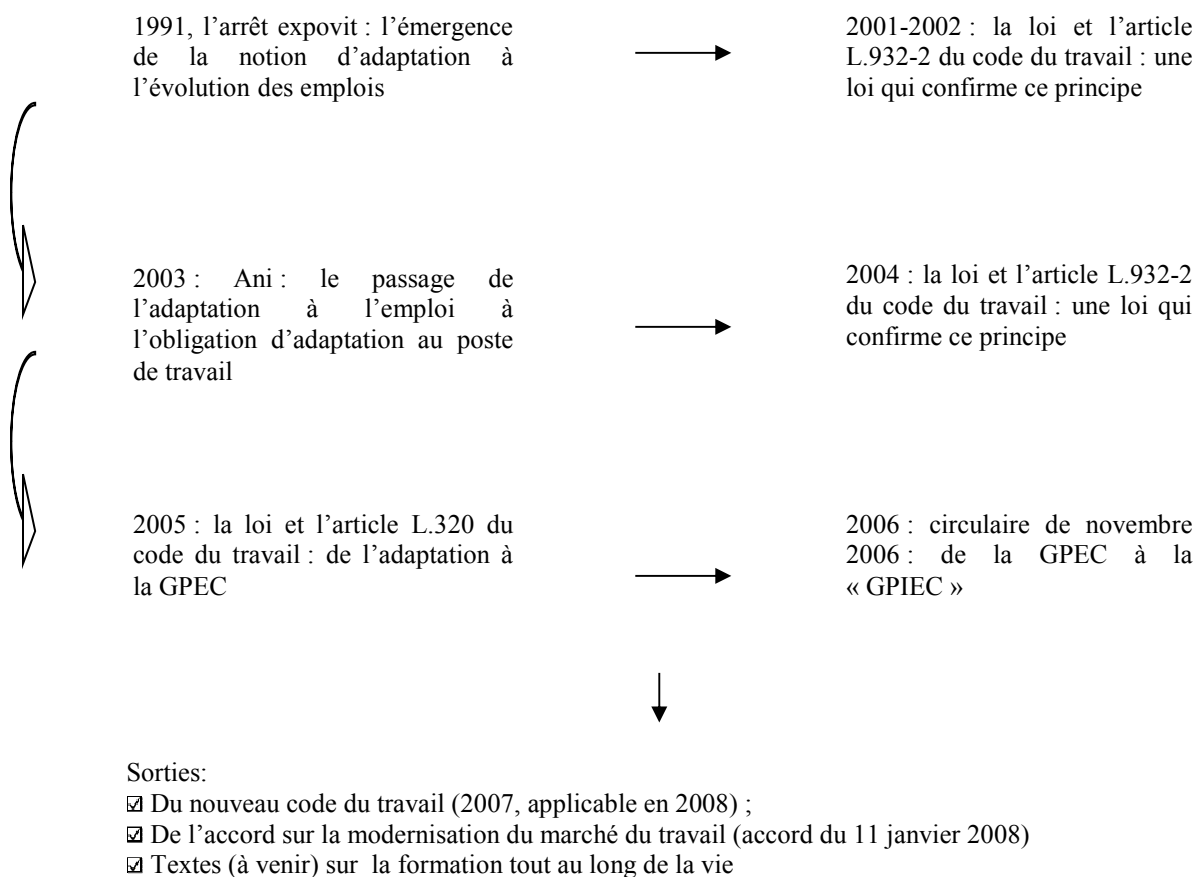 1991, l’arrêt expovit : l’émergence
de la notion d’adaptation à
l’évolution des emplois
2001-2002 : la loi et l’article
L.932-2 du code du travail : une
loi qui confirme ce principe
2003 : Ani : le passage de
l’adaptation à l’emploi à
l’obligation d’adaptation au poste
de travail
2004 : la loi et l’article L.932-2
du code du travail : une loi qui
confirme ce principe
2005 : la loi et l’article L.320 du
code du travail : de l’adaptation à
la GPEC
2006 : circulaire de novembre
2006 : de la GPEC à la
« GPIEC »
Sorties:
☑ Du nouveau code du travail (2007, applicable en 2008) ;
☑ De l’accord sur la modernisation du marché du travail (accord du 11 janvier 2008)
☑ Textes (à venir) sur la formation tout au long de la vie